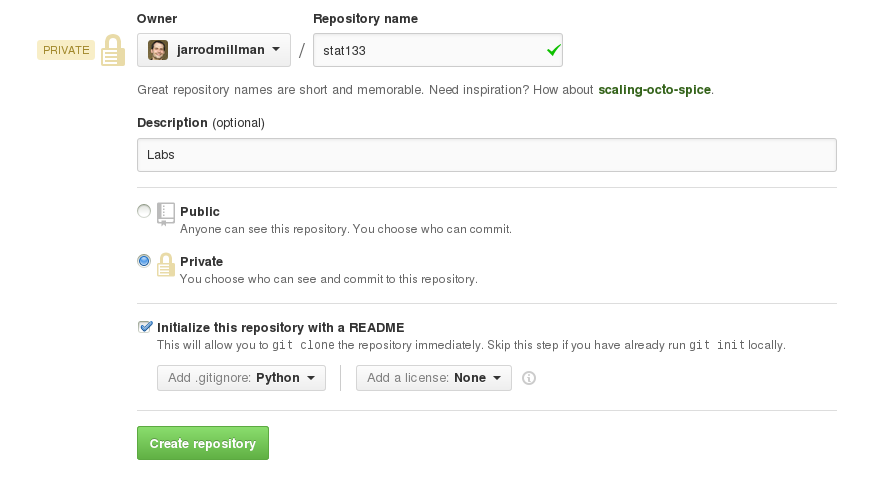 Owner Repository name
PRIVATE jarrodmillman / stat133
Great repository names are short and memorable. Need inspiration? How about scaling-octo-spice.
Description (optional)
Labs
Public
Anyone can see this repository. You choose who can commit.
Private
You choose who can see and commit to this repository.
Initialize this repository with a README
This will allow you to git clone the repository immediately. Skip this step if you have already run git init locally.
Add .gitignore: Python Add a license: None
Create repository